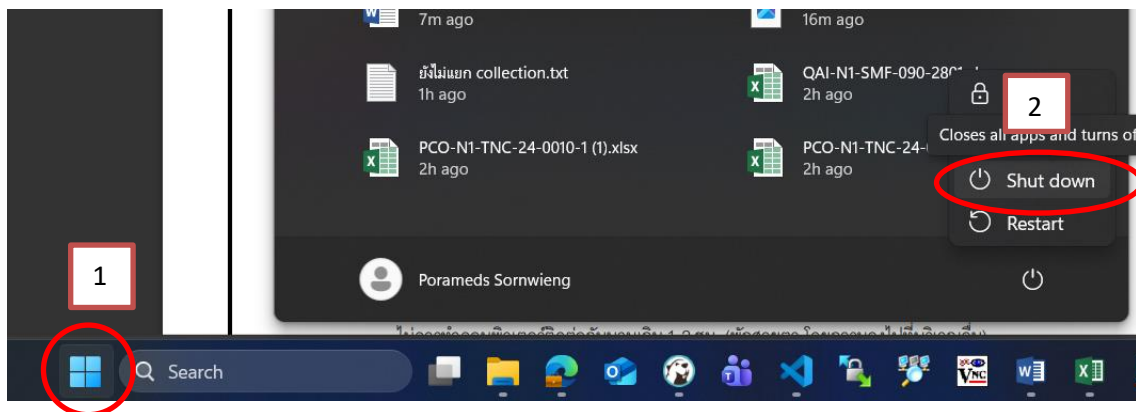 7m ago
16m ago
ยังไม่แยก collection.txt
1h ago
QAI-N1-SMF-090-2801
2h ago
2
Closes all apps and turns of
PCO-N1-TNC-24-0010-1 (1).xlsx
2h ago
PCO-N1-TNC-24-
2h ago
Shut down
Restart
1
Porameds Sornwieng
Search
VNC